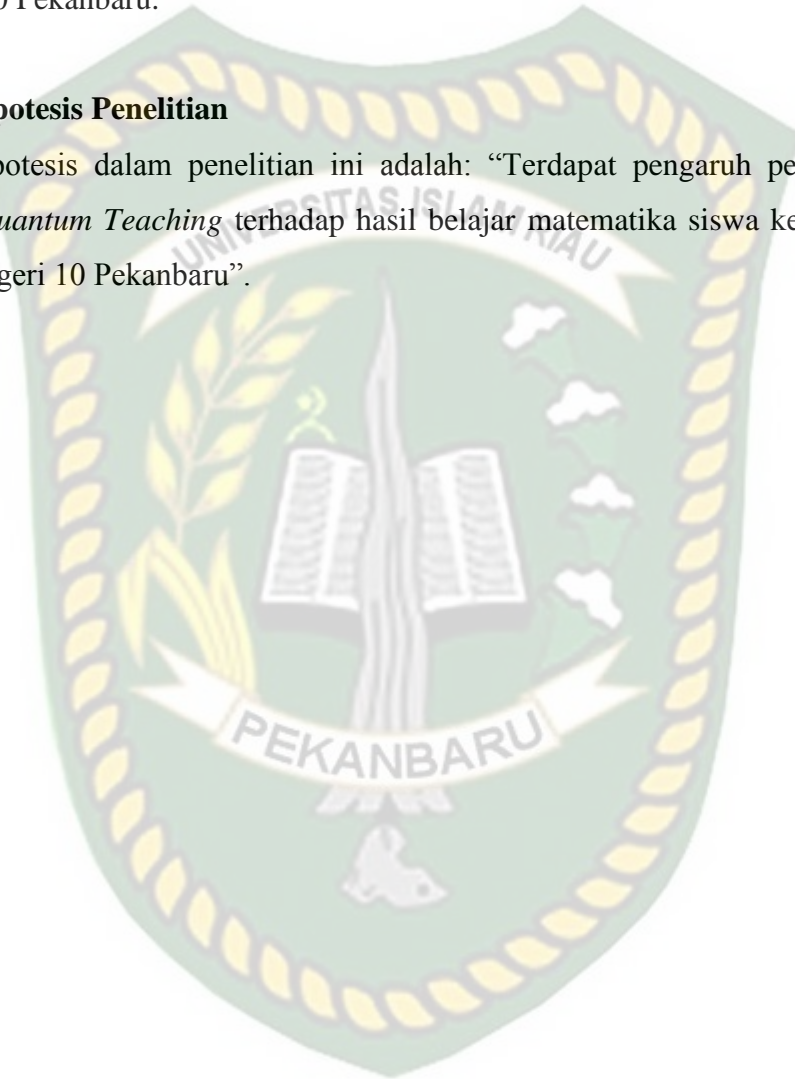 0 Pekanbaru.
potesis Penelitian
potesis dalam penelitian ini adalah: “Terdapat pengaruh pe
uantum Teaching terhadap hasil belajar matematika siswa ke
geri 10 Pekanbaru”.
UNIVERSITAS ISLAM RIAU
PEKANBARU